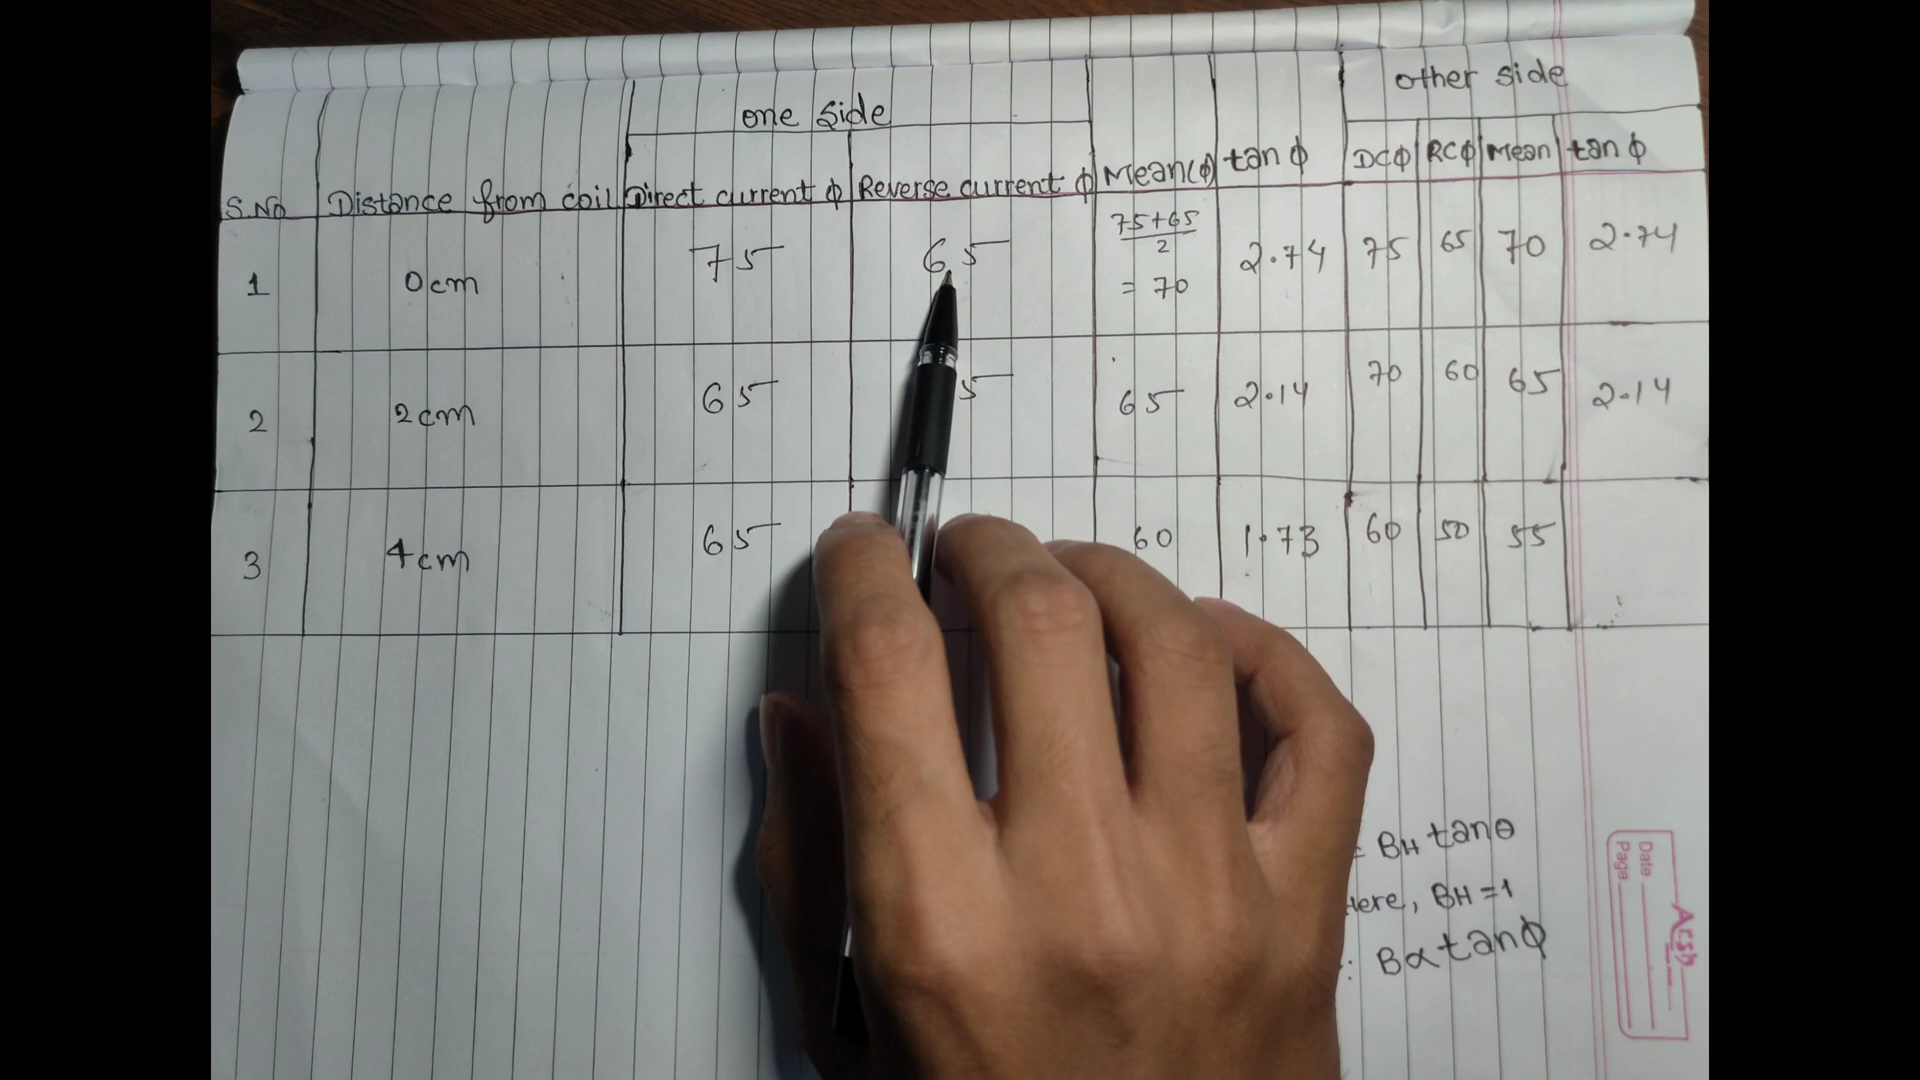 other side
one side
S.No Distance from coil Direct current ϕ Reverse current ϕ Mean(ϕ) tan ϕ DCϕ RCϕ Mean tan ϕ
1 0cm 75 65 75+65/2 = 70 2.74 75 65 70 2.74
2 2cm 65 5 65 2.14 70 60 65 2.14
3 4cm 65 60 1.73 60 50 55
= BH tanθ
Here, BH=1
: B α tanϕ
Date
Page
Arsh